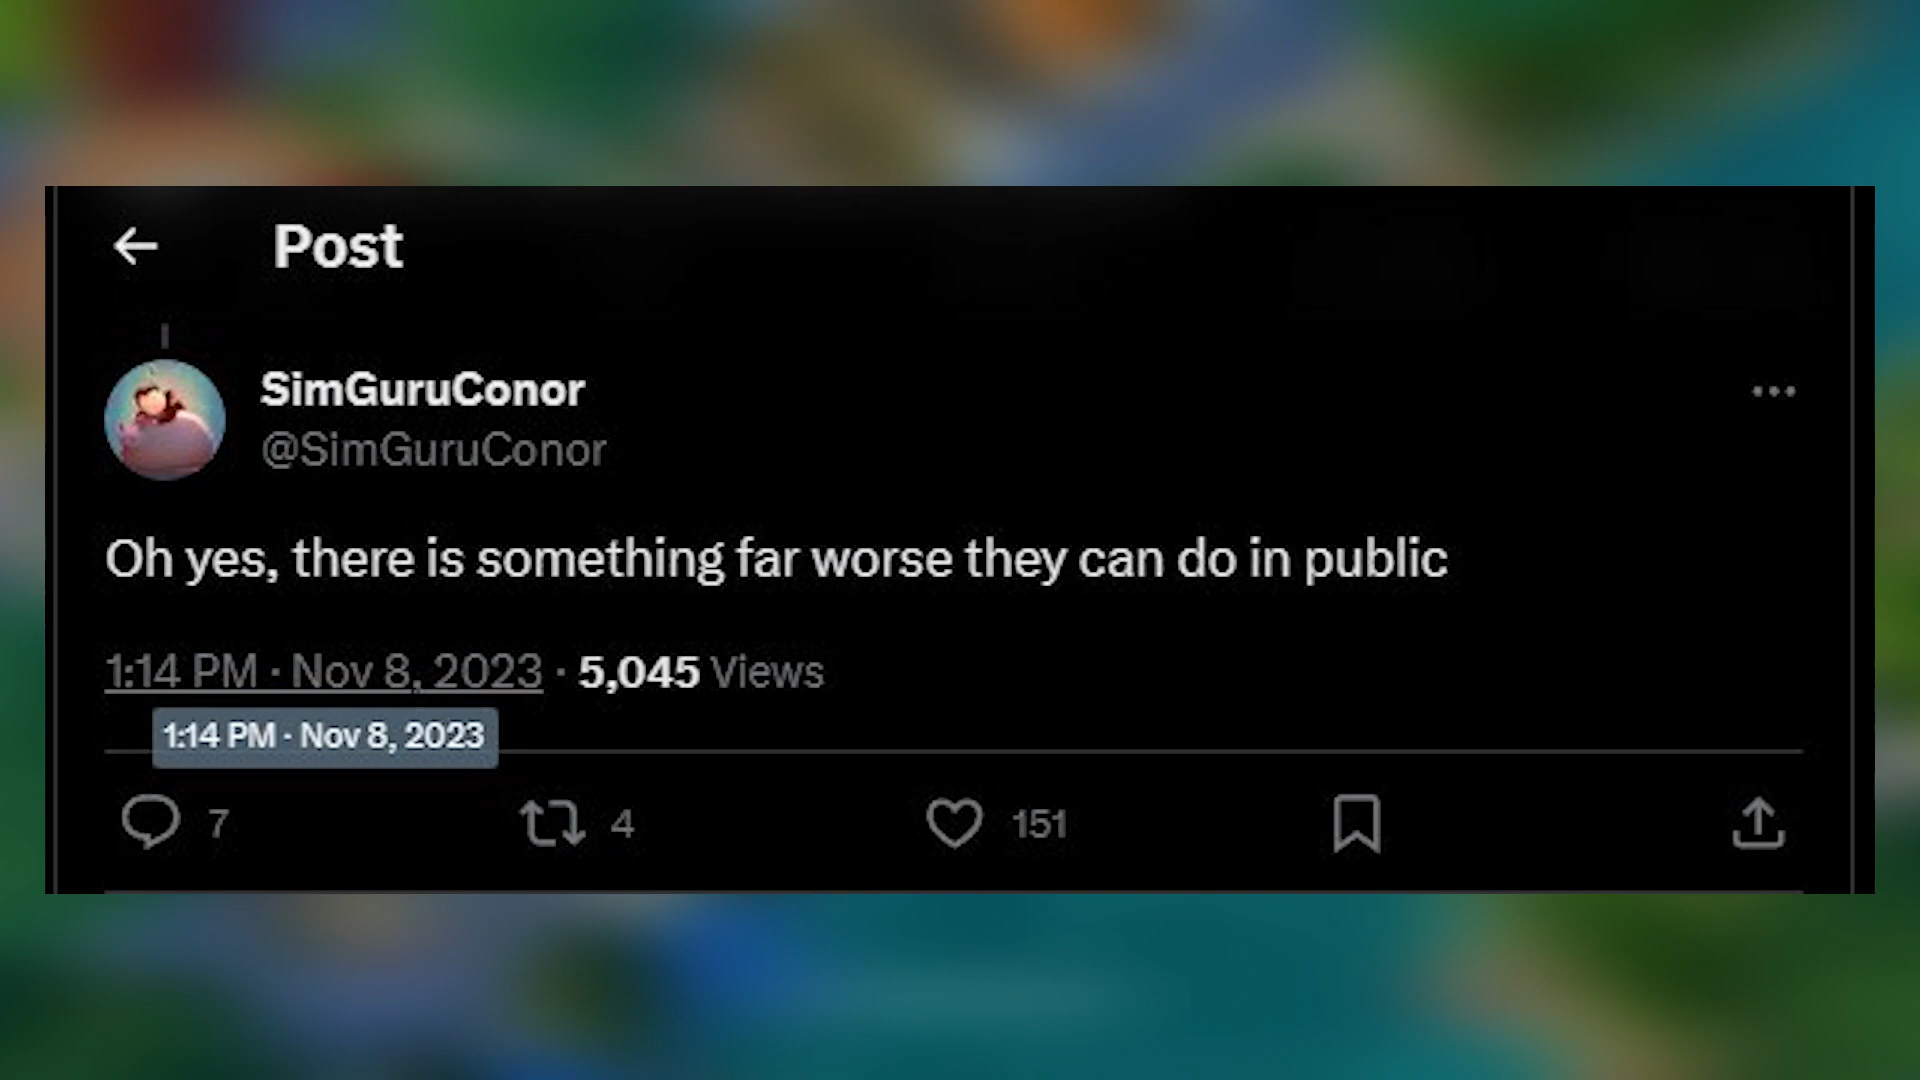 Post
SimGuruConor
@SimGuruConor
Oh yes, there is something far worse they can do in public
1:14 PM · Nov 8, 2023 · 5,045 Views
1:14 PM · Nov 8, 2023
7 4 151